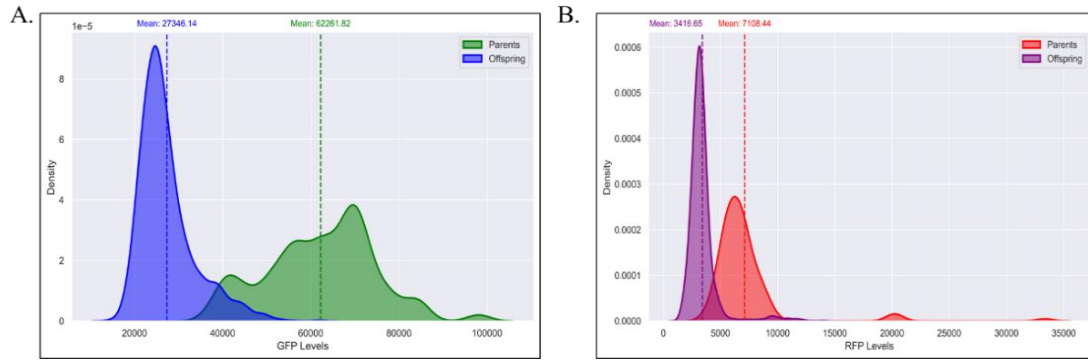 A.
1e−5
Mean: 27346.14
Mean: 62261.82
Parents
Offspring
8
6
4
2
0
Density
20000
40000
60000
80000
100000
GFP Levels
B.
Mean: 3416.65
Mean: 7108.44
Parents
Offspring
0.0006
0.0005
0.0004
0.0003
0.0002
0.0001
0.0000
Density
0
5000
10000
15000
20000
25000
30000
35000
RFP Levels